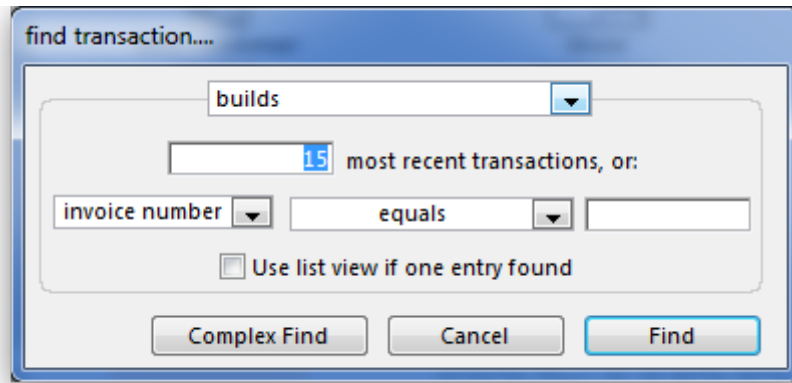 find transaction....
builds
15 most recent transactions, or:
invoice number equals
Use list view if one entry found
Complex Find Cancel Find